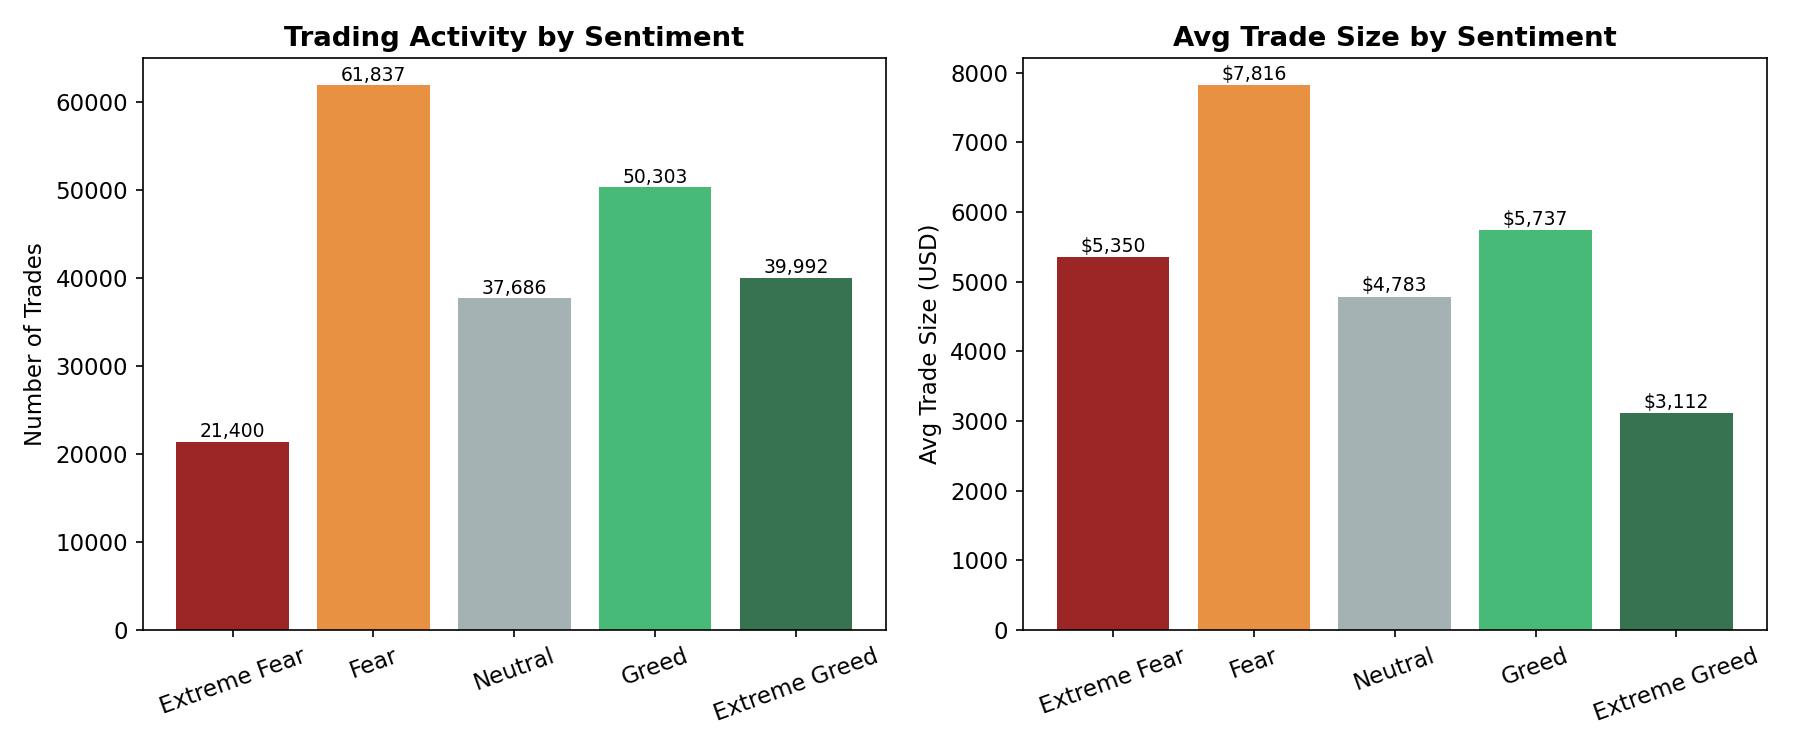 Trading Activity by Sentiment
Number of Trades
60000
50000
40000
30000
20000
10000
0
21,400
61,837
37,686
50,303
39,992
Extreme Fear
Fear
Neutral
Greed
Extreme Greed
Avg Trade Size by Sentiment
Avg Trade Size (USD)
8000
7000
6000
5000
4000
3000
2000
1000
0
$5,350
$7,816
$4,783
$5,737
$3,112
Extreme Fear
Fear
Neutral
Greed
Extreme Greed